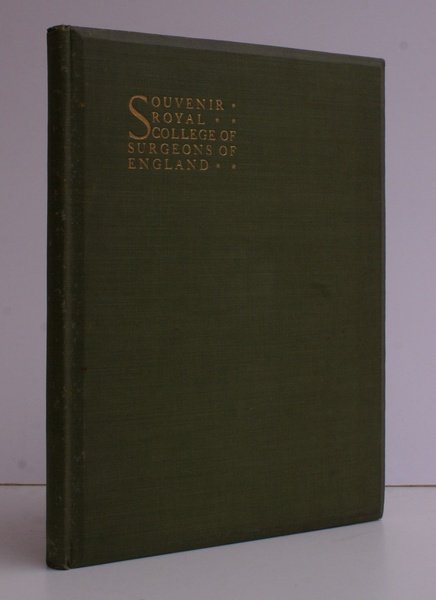 SOUVENIR *
ROYAL * *
COLLEGE OF
SURGEONS OF
ENGLAND * *